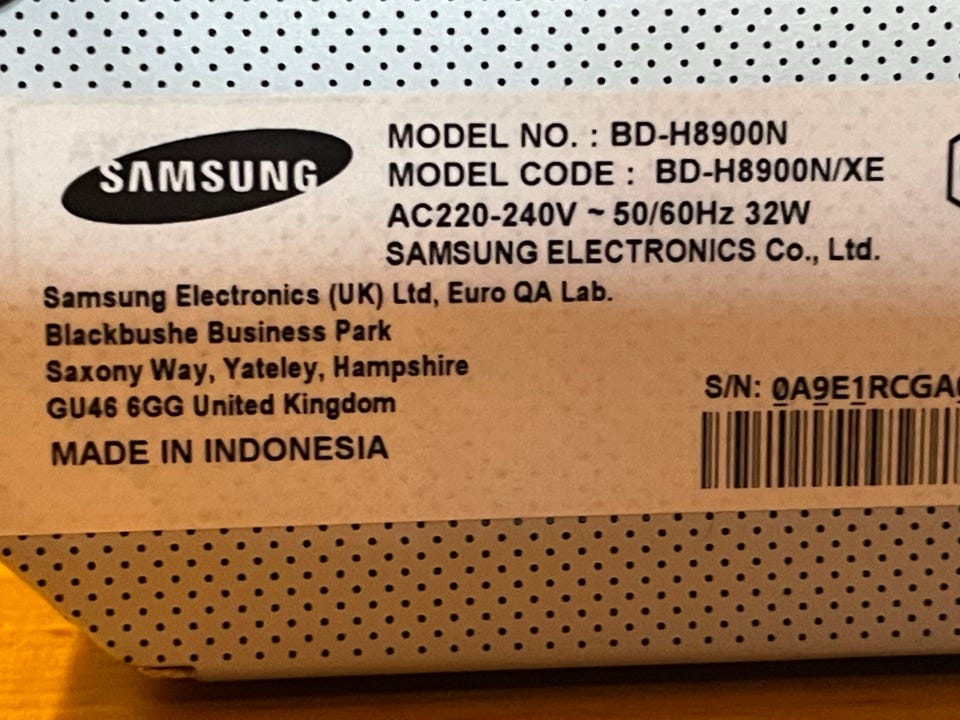 SAMSUNG
MODEL NO. : BD-H8900N
MODEL CODE : BD-H8900N/XE
AC220-240V ~ 50/60Hz 32W
SAMSUNG ELECTRONICS Co., Ltd.
Samsung Electronics (UK) Ltd, Euro QA Lab.
Blackbushe Business Park
Saxony Way, Yateley, Hampshire
GU46 6GG United Kingdom
MADE IN INDONESIA
S/N: 0A9E1RCGA